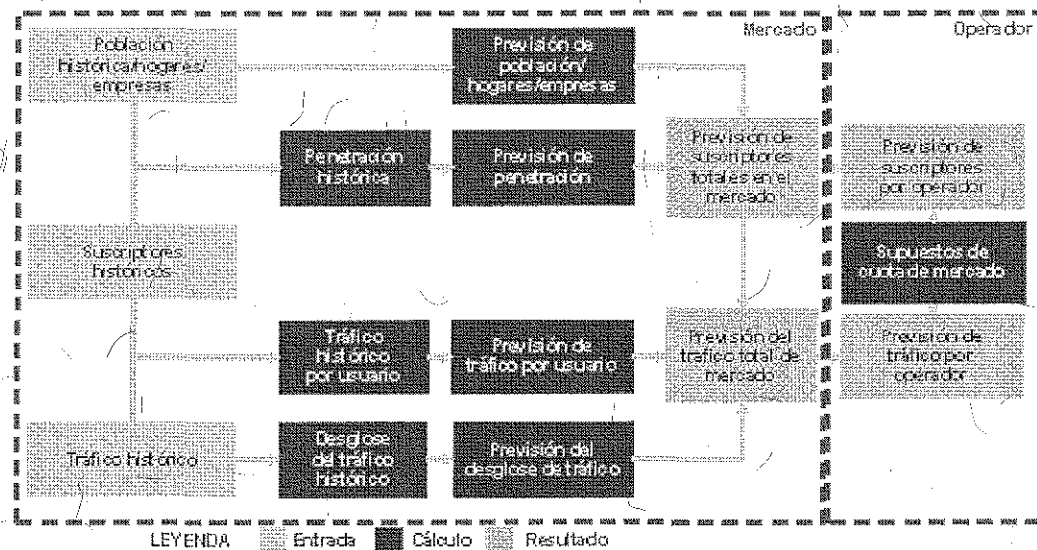 Mercado
Operador
Población
histórica/hogares/
empresas
Previsión de
población/
hogares/empresas
Penetración
histórica
Previsión de
penetración
Previsión de
suscriptores
totales en el
mercado
Previsión de
suscriptores
por operador
Suscriptores
históricos
Supuestos de
cuota de mercado
Tráfico
histórico
por usuario
Previsión de
tráfico por usuario
Previsión del
tráfico total de
mercado
Previsión de
tráfico por
operador
Tráfico histórico
Desglose
del tráfico
histórico
Previsión del
desglose de tráfico
LEYENDA Entrada Cálculo Resultado